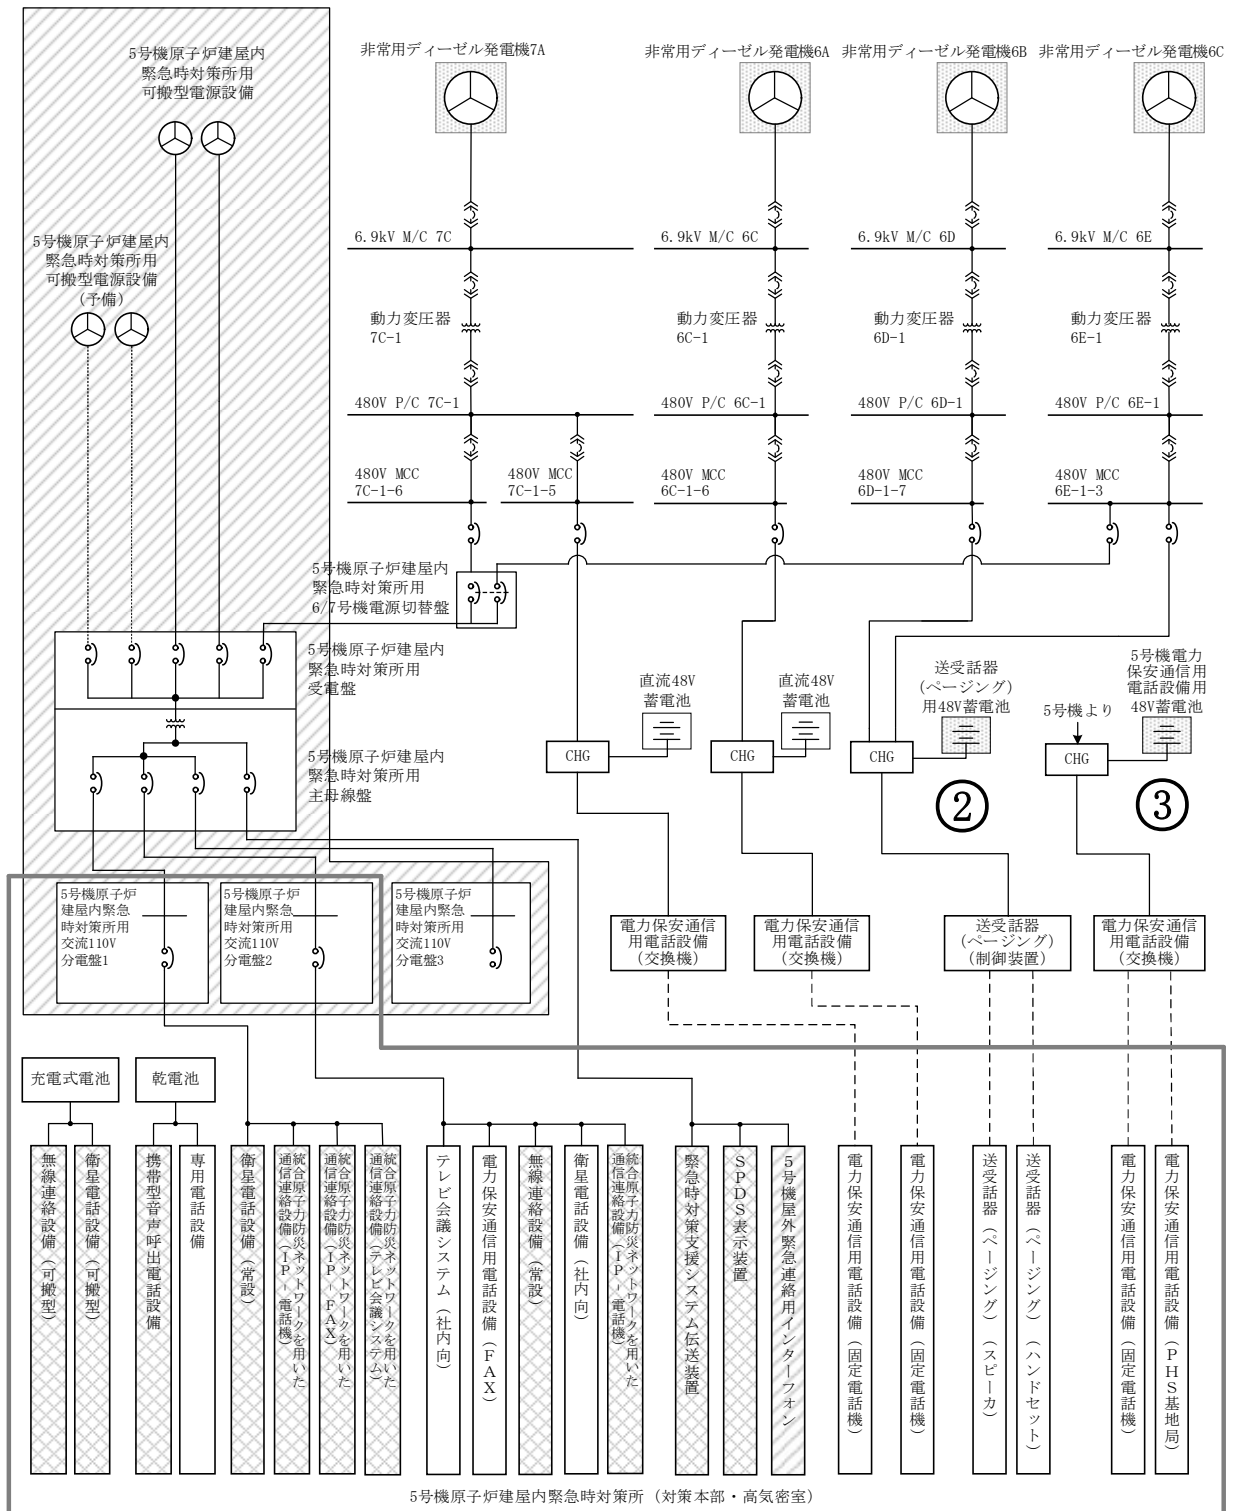 5号機原子炉建屋内
緊急時対策所用
可搬型電源設備
非常用ディーゼル発電機7A
非常用ディーゼル発電機6A
非常用ディーゼル発電機6B
非常用ディーゼル発電機6C
5号機原子炉建屋内
緊急時対策所用
可搬型電源設備
(予備)
6.9kV M/C 7C
6.9kV M/C 6C
6.9kV M/C 6D
6.9kV M/C 6E
動力変圧器
7C-1
動力変圧器
6C-1
動力変圧器
6D-1
動力変圧器
6E-1
480V P/C 7C-1
480V P/C 6C-1
480V P/C 6D-1
480V P/C 6E-1
480V MCC
7C-1-6
480V MCC
7C-1-5
480V MCC
6C-1-6
480V MCC
6D-1-7
480V MCC
6E-1-3
5号機原子炉建屋内
緊急時対策所用
6/7号機電源切替盤
5号機原子炉建屋内
緊急時対策所用
受電盤
5号機原子炉建屋内
緊急時対策所用
主母線盤
直流48V
蓄電池
直流48V
蓄電池
送受話器
(ページング)
用48V蓄電池
5号機電力
保安通信用
電話設備用
48V蓄電池
5号機より
CHG
CHG
CHG
CHG
②
③
5号機原子炉
建屋内緊急
時対策所用
交流110V
分電盤1
5号機原子炉
建屋内緊急
時対策所用
交流110V
分電盤2
5号機原子炉
建屋内緊急
時対策所用
交流110V
分電盤3
電力保安通信
用電話設備
(交換機)
電力保安通信
用電話設備
(交換機)
送受話器
(ページング)
(制御装置)
電力保安通信
用電話設備
(交換機)
充電式電池
乾電池
無線連絡設備(可搬型)
衛星電話設備(可搬型)
携帯型音声呼出電話設備
専用電話設備
衛星電話設備(常設)
統合原子力防災ネットワークを用いた
通信連絡設備(IP-電話機)
統合原子力防災ネットワークを用いた
通信連絡設備(IP-FAX)
統合原子力防災ネットワークを用いた
通信連絡設備(テレビ会議システム)
テレビ会議システム(社内向)
電力保安通信用電話設備(FAX)
無線連絡設備(常設)
衛星電話設備(社内向)
統合原子力防災ネットワークを用いた
通信連絡設備(IP-電話機)
緊急時対策支援システム伝送装置
SPDS表示装置
5号機屋外緊急連絡用インターフォン
電力保安通信用電話設備(固定電話機)
電力保安通信用電話設備(固定電話機)
送受話器(ページング)(スピーカ)
送受話器(ページング)(ハンドセット)
電力保安通信用電話設備(固定電話機)
電力保安通信用電話設備(PHS基地局)
5号機原子炉建屋内緊急時対策所(対策本部・高気密室)